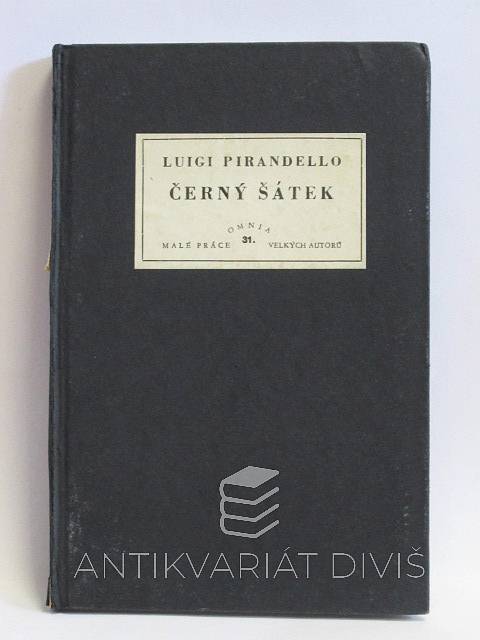 LUIGI PIRANDELLO
ČERNÝ ŠÁTEK
OMNIA
MALÉ PRÁCE 31. VELKÝCH AUTORŮ
ANTIKVARIÁT DIVIŠ